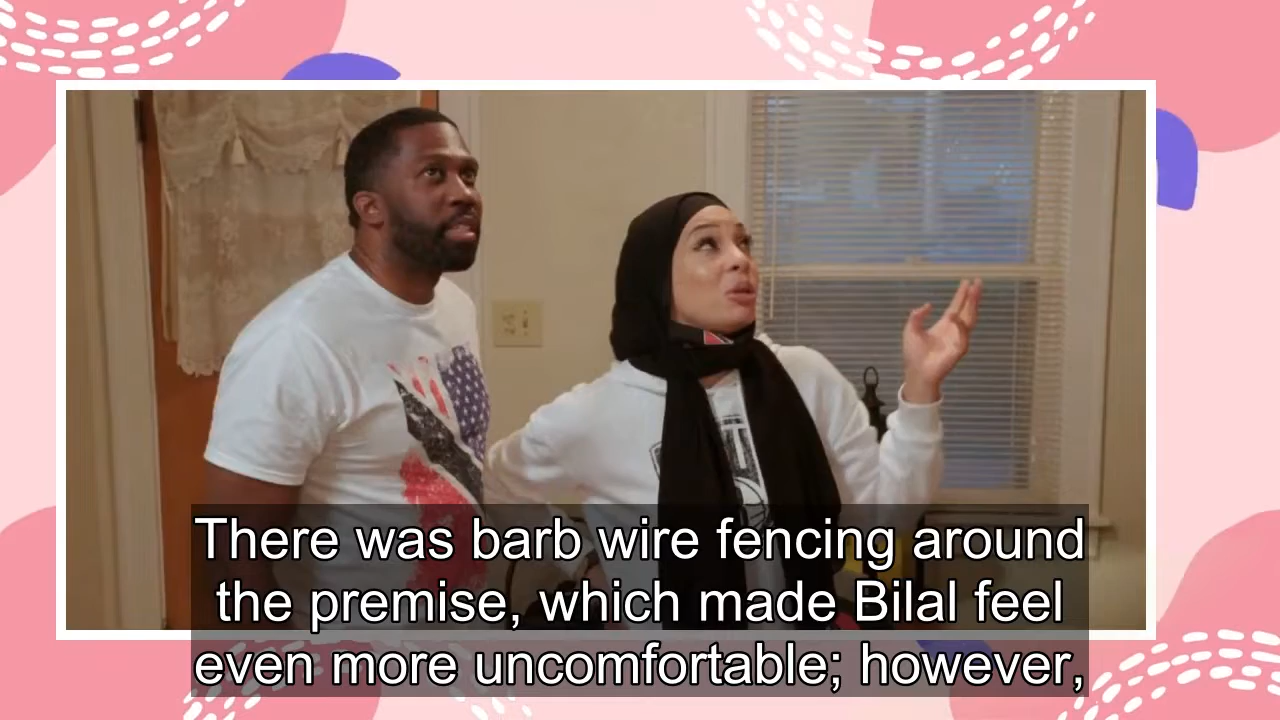 There was barb wire fencing around
the premise, which made Bilal feel
even more uncomfortable; however,